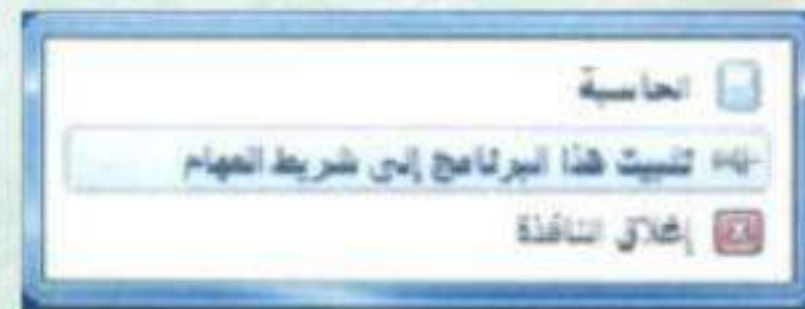 الحاسبة
تثبيت هذا البرنامج إلى شريط المهام
إغلاق النافذة